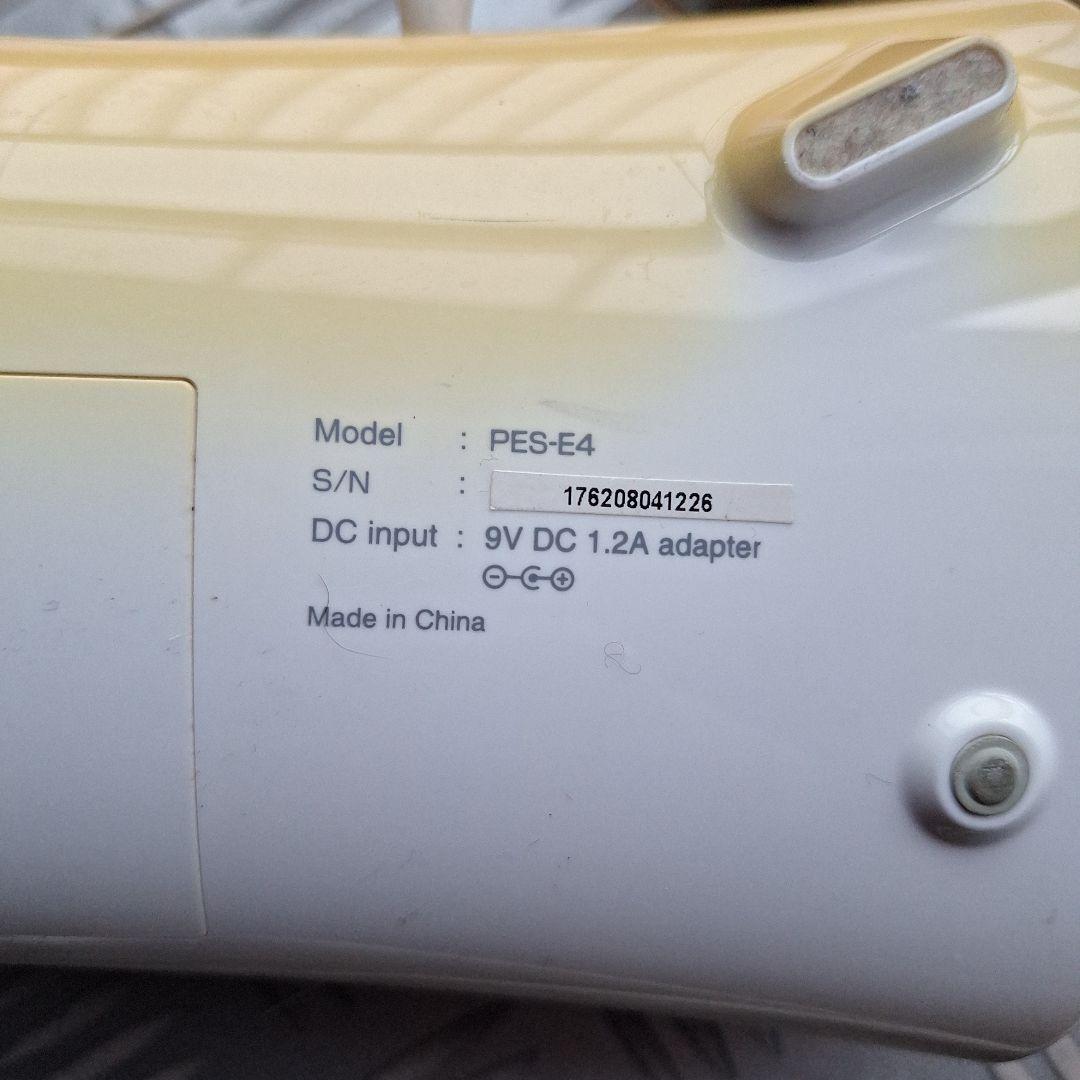 Model : PES-E4
S/N : 176208041226
DC input : 9V DC 1.2A adapter
Made in China